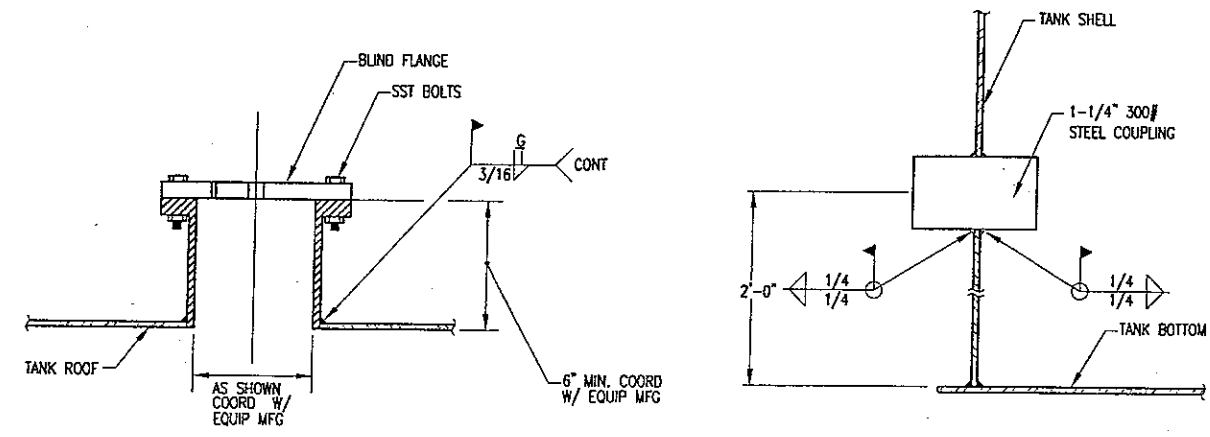 BLIND FLANGE
SST BOLTS
G
3/16
CONT
TANK ROOF
AS SHOWN
COORD W/
EQUIP MFG
6" MIN. COORD
W/ EQUIP MFG
TANK SHELL
1-1/4" 300#
STEEL COUPLING
2'-0"
1/4
1/4
1/4
1/4
TANK BOTTOM